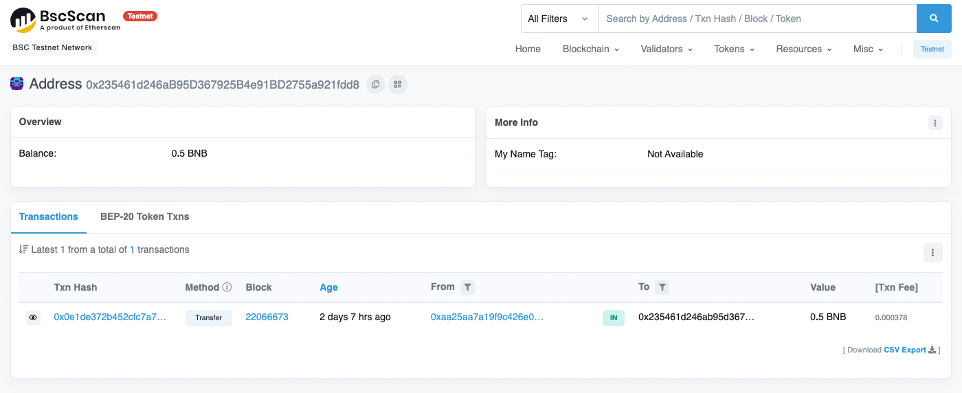 BscScan Testnet
A product of Etherscan
All Filters Search by Address / Txn Hash / Block / Token
BSC Testnet Network
Home Blockchain Validators Tokens Resources Misc Testnet
Address 0x235461d246aB95D367925B4e91BD2755a921fdd8
Overview
Balance: 0.5 BNB
More Info
My Name Tag: Not Available
Transactions BEP-20 Token Txns
Latest 1 from a total of 1 transactions
Txn Hash Method Block Age From To Value [Txn Fee]
0x0e1de372b452cfc7a7... Transfer 22066673 2 days 7 hrs ago 0xaa25aa7a19f9c426e0... IN 0x235461d246ab95d367... 0.5 BNB 0.000378
[ Download CSV Export ]